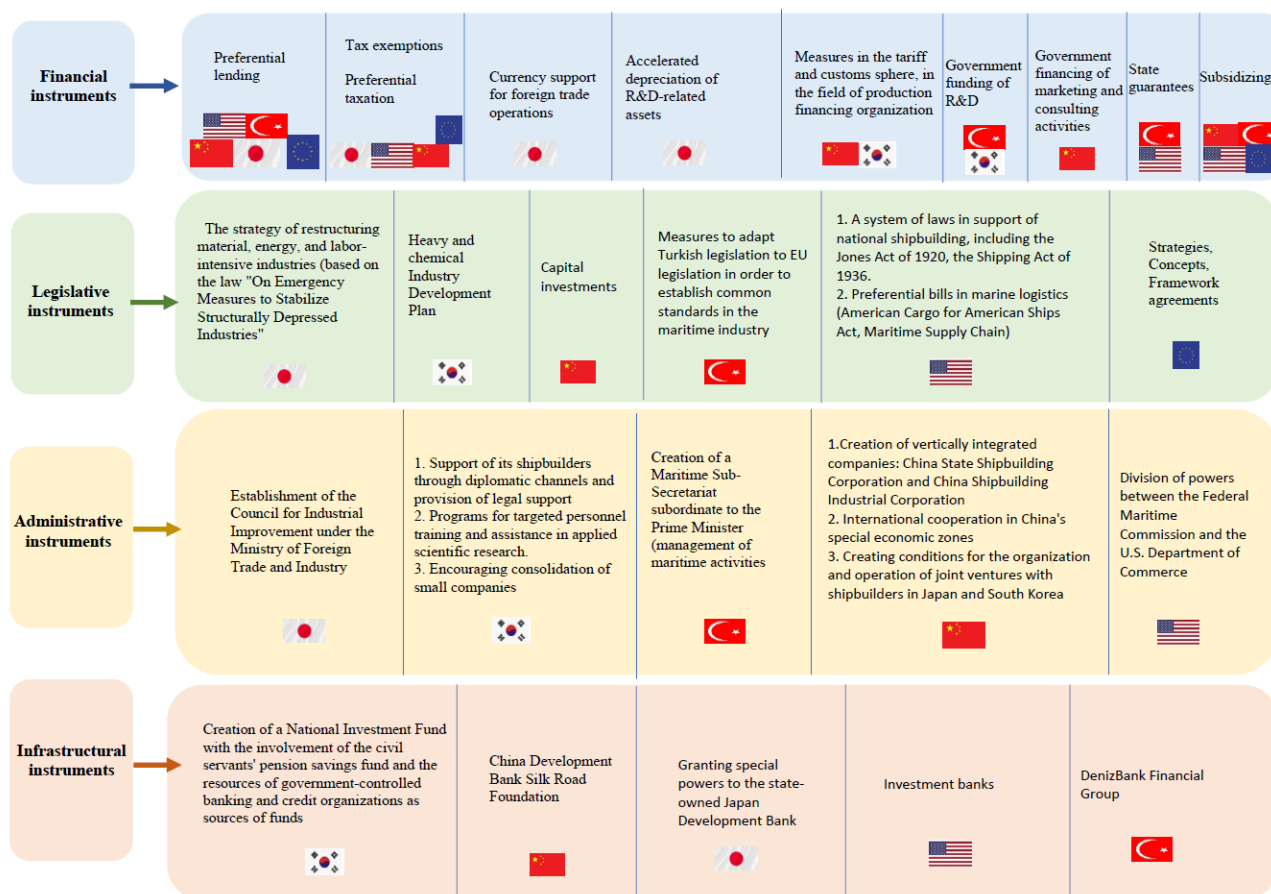 Financial
instruments
Preferential
lending
Tax exemptions
Preferential
taxation
Currency support
for foreign trade
operations
Accelerated
depreciation of
R&D-related
assets
Measures in the tariff
and customs sphere, in
the field of production
financing organization
Government
funding of
R&D
Government
financing of
marketing and
consulting
activities
State
guarantees
Subsidizing
Legislative
instruments
The strategy of restructuring
material, energy, and labor-
intensive industries (based on
the law "On Emergency
Measures to Stabilize
Structurally Depressed
Industries"
Heavy and
chemical
Industry
Development
Plan
Capital
investments
Measures to adapt
Turkish legislation to EU
legislation in order to
establish common
standards in the
maritime industry
1. A system of laws in support of
national shipbuilding, including the
Jones Act of 1920, the Shipping Act of
1936.
2. Preferential bills in marine logistics
(American Cargo for American Ships
Act, Maritime Supply Chain)
Strategies,
Concepts,
Framework
agreements
Administrative
instruments
Establishment of the
Council for Industrial
Improvement under the
Ministry of Foreign
Trade and Industry
1. Support of its shipbuilders
through diplomatic channels and
provision of legal support
2. Programs for targeted personnel
training and assistance in applied
scientific research.
3. Encouraging consolidation of
small companies
Creation of a
Maritime Sub-
Secretariat
subordinate to the
Prime Minister
(management of
maritime activities
1.Creation of vertically integrated
companies: China State Shipbuilding
Corporation and China Shipbuilding
Industrial Corporation
2. International cooperation in China's
special economic zones
3. Creating conditions for the organization
and operation of joint ventures with
shipbuilders in Japan and South Korea
Division of powers
between the Federal
Maritime
Commission and the
U.S. Department of
Commerce
Infrastructural
instruments
Creation of a National Investment Fund
with the involvement of the civil
servants' pension savings fund and the
resources of government-controlled
banking and credit organizations as
sources of funds
China Development
Bank Silk Road
Foundation
Granting special
powers to the state-
owned Japan
Development Bank
Investment banks
DenizBank Financial
Group